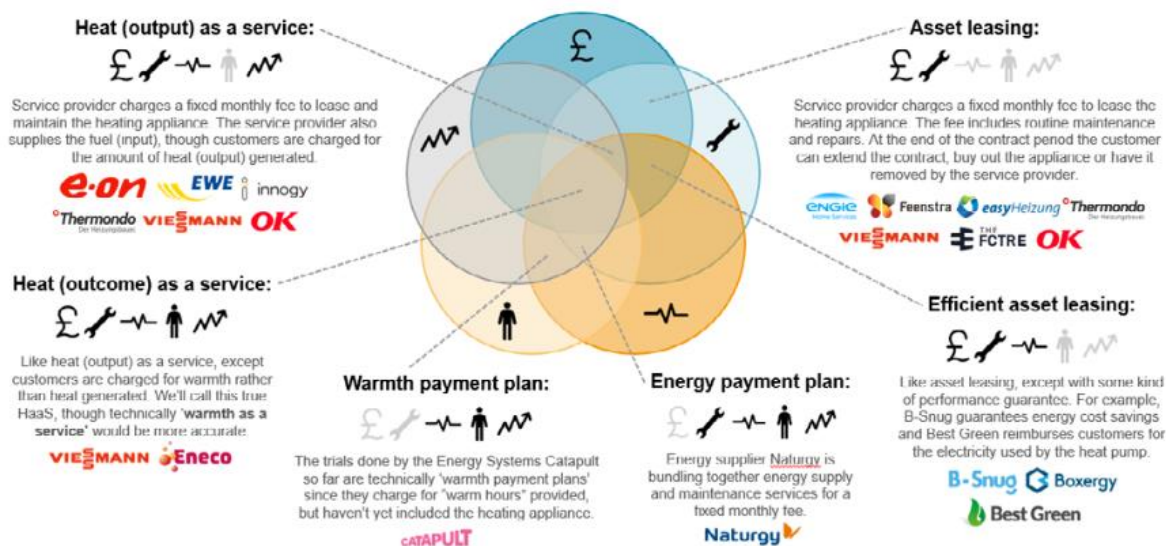 Heat (output) as a service:
£
Service provider charges a fixed monthly fee to lease and
maintain the heating appliance. The service provider also
supplies the fuel (input), though customers are charged for
the amount of heat (output) generated.
e·on EWE innogy
Thermondo
Der Heizungsbauer.
VIESSMANN OK
£
Asset leasing:
£
Service provider charges a fixed monthly fee to lease the
heating appliance. The fee includes routine maintenance
and repairs. At the end of the contract period the customer
can extend the contract, buy out the appliance or have it
removed by the service provider.
ENGIE
Home Services
Feenstra easyHeizung Thermondo
Der Heizungsbauer.
VIESSMANN THE
FCTRE OK
Heat (outcome) as a service:
£
Like heat (output) as a service, except
customers are charged for warmth rather
than heat generated. We'll call this true
HaaS, though technically 'warmth as a
service' would be more accurate.
VIESSMANN Eneco
Warmth payment plan:
£
The trials done by the Energy Systems Catapult
so far are technically 'warmth payment plans'
since they charge for "warm hours" provided,
but haven't yet included the heating appliance.
CATAPULT
Energy payment plan:
£
Energy supplier Naturgy is
bundling together energy supply
and maintenance services for a
fixed monthly fee.
Naturgy
Efficient asset leasing:
£
Like asset leasing, except with some kind
of performance guarantee. For example,
B-Snug guarantees energy cost savings
and Best Green reimburses customers for
the electricity used by the heat pump.
B-Snug Boxergy
Best Green